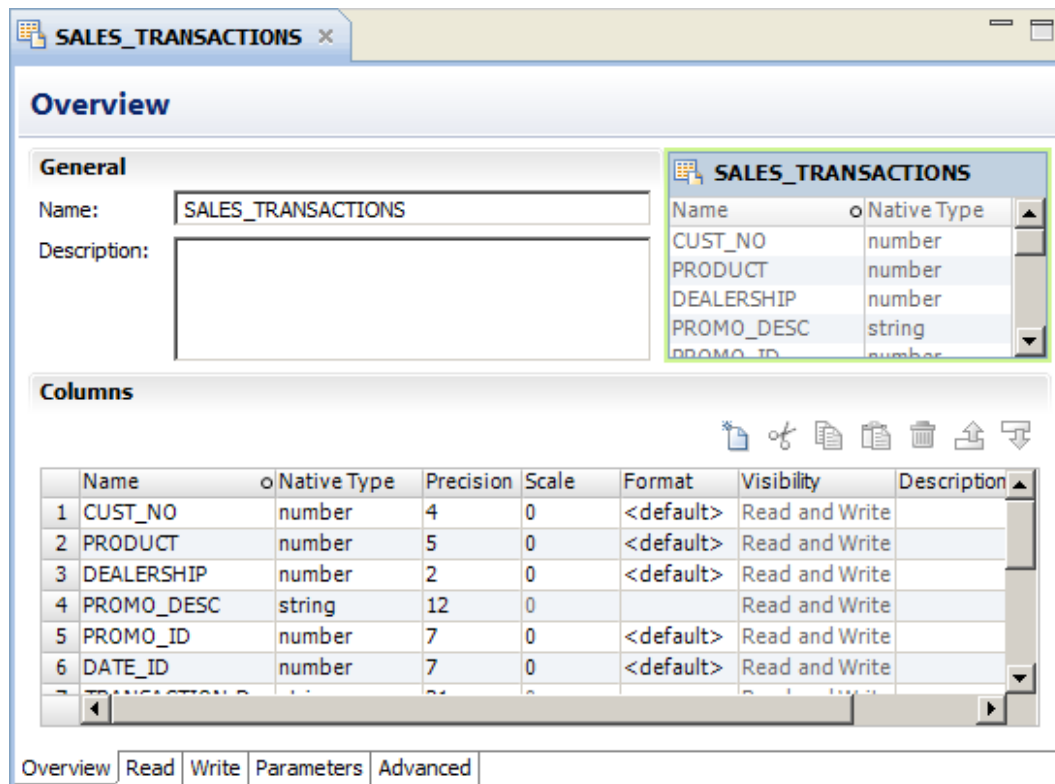 SALES_TRANSACTIONS
Overview
General
Name: SALES_TRANSACTIONS
Description:
SALES_TRANSACTIONS
Name Native Type
CUST_NO number
PRODUCT number
DEALERSHIP number
PROMO_DESC string
PROMO_ID number
Columns
Name Native Type Precision Scale Format Visibility Description
1 CUST_NO number 4 0 <default> Read and Write
2 PRODUCT number 5 0 <default> Read and Write
3 DEALERSHIP number 2 0 <default> Read and Write
4 PROMO_DESC string 12 0 Read and Write
5 PROMO_ID number 7 0 <default> Read and Write
6 DATE_ID number 7 0 <default> Read and Write
Overview Read Write Parameters Advanced